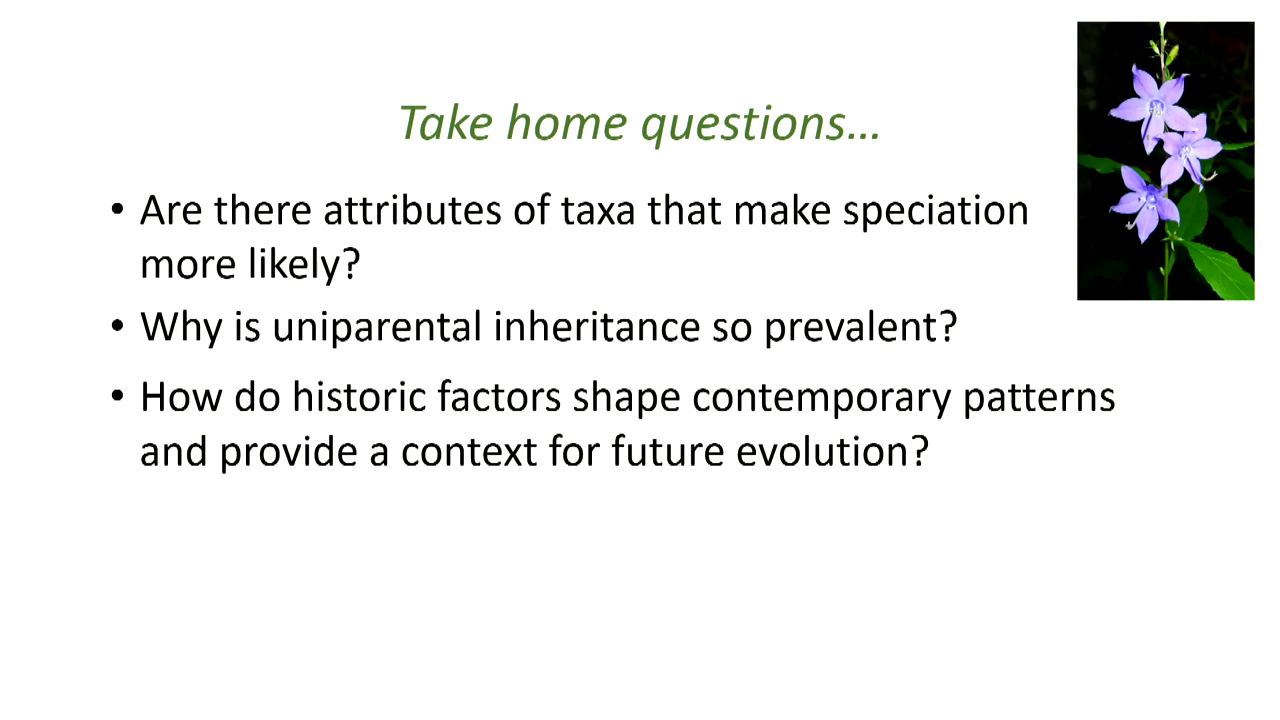 Take home questions...
• Are there attributes of taxa that make speciation
more likely?
• Why is uniparental inheritance so prevalent?
• How do historic factors shape contemporary patterns
and provide a context for future evolution?